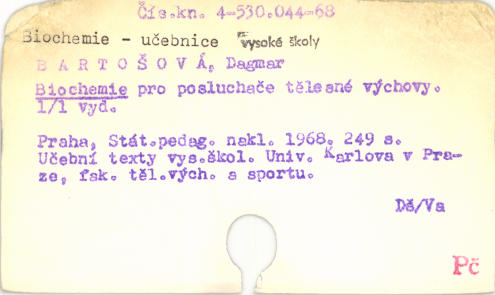 Čís.kn. 4-530.044-68
Biochemie - učebnice vysoké školy
BARTOŠOVÁ, Dagmar
Biochemie pro posluchače tělesné výchovy.
1/1 vyd.
Praha, Stát.pedag. nakl. 1968. 249 s.
Učební texty vys.škol. Univ. Karlova v Pra-
ze, fak. těl.vých. a sportu.
Dě/Va
Pč